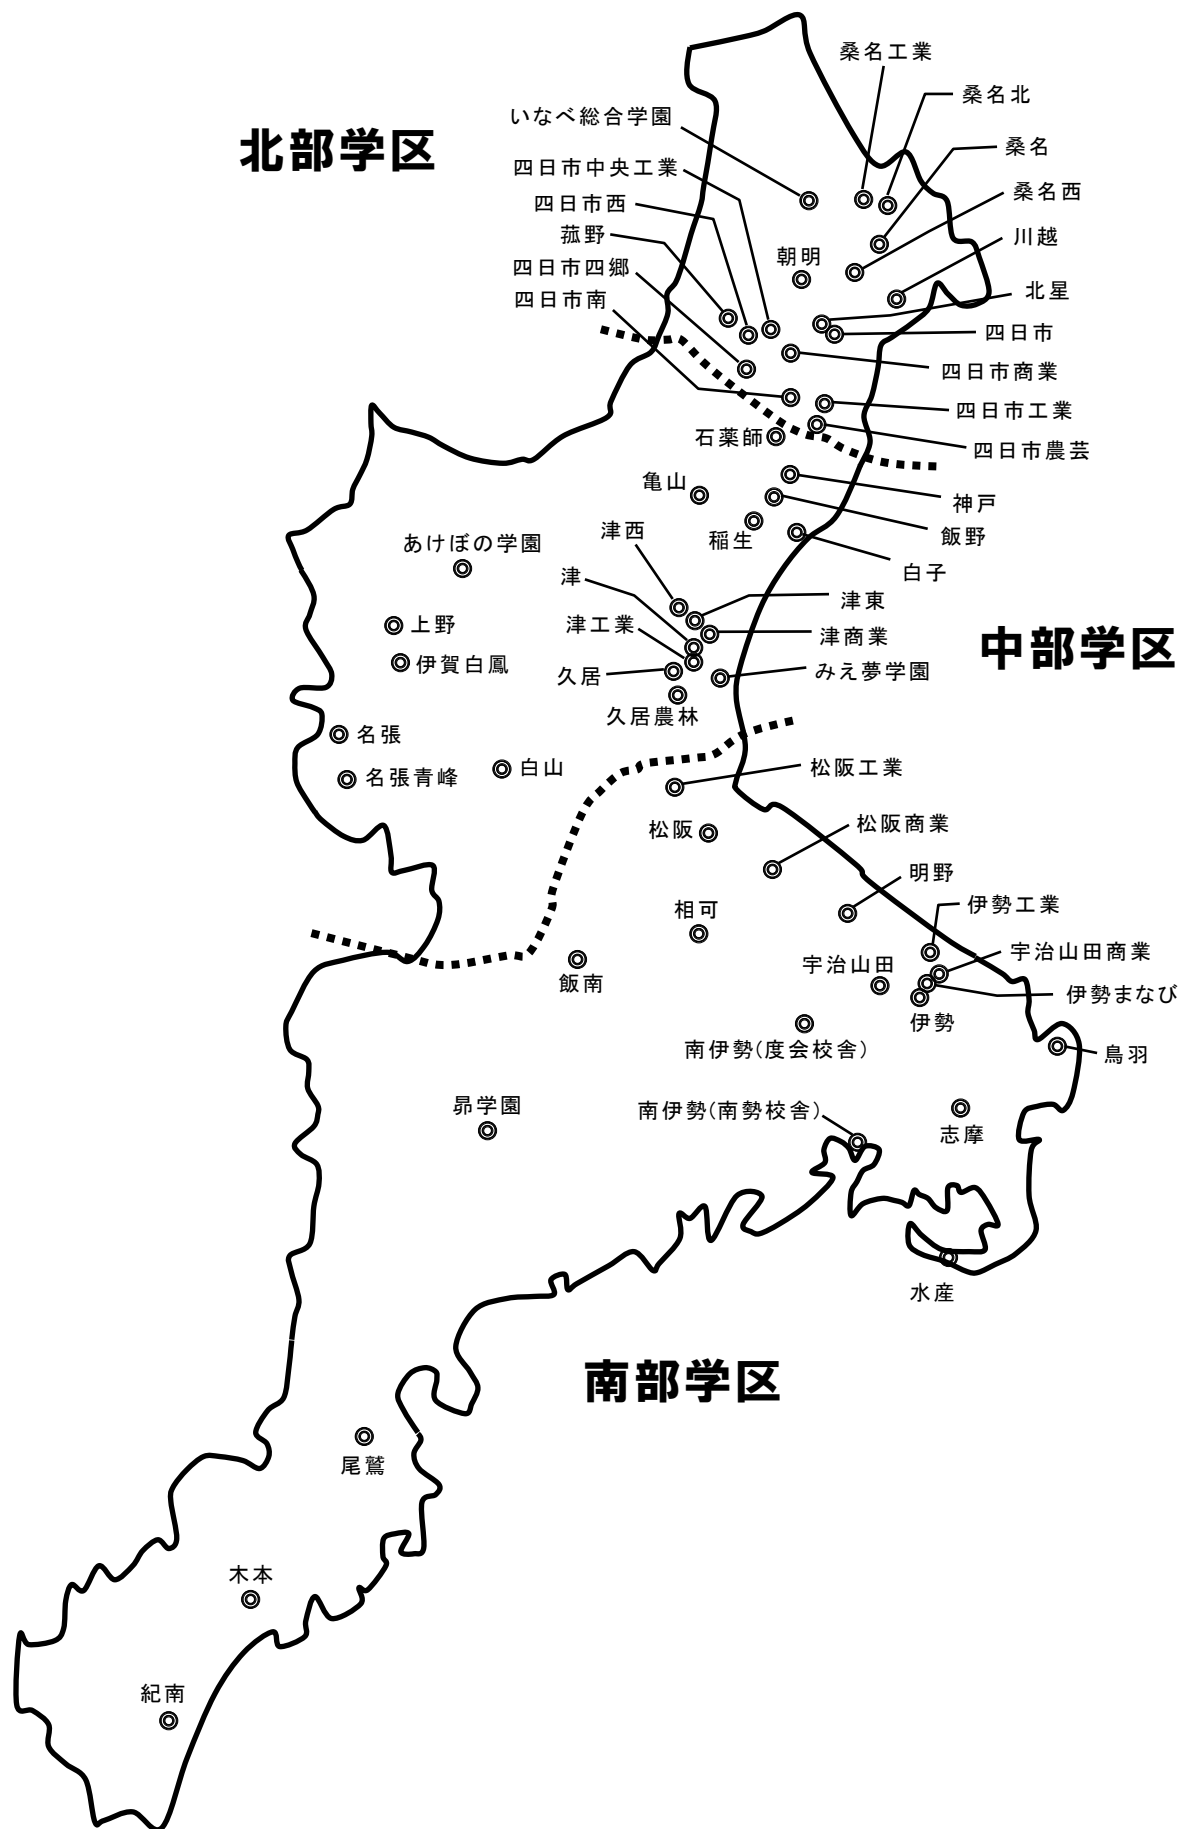 北部学区
桑名工業
桑名北
いなべ総合学園
桑名
四日市中央工業
桑名西
四日市西
菰野
川越
朝明
四日市四郷
北星
四日市南
四日市
四日市商業
四日市工業
石薬師
四日市農芸
亀山
神戸
津西
飯野
稲生
あけぼの学園
白子
津
津東
上野
津工業
津商業
中部学区
伊賀白鳳
久居
みえ夢学園
久居農林
名張
白山
名張青峰
松阪工業
松阪
松阪商業
明野
相可
伊勢工業
宇治山田商業
宇治山田
飯南
伊勢まなび
伊勢
南伊勢(度会校舎)
鳥羽
昴学園
南伊勢(南勢校舎)
志摩
水産
南部学区
尾鷲
木本
紀南